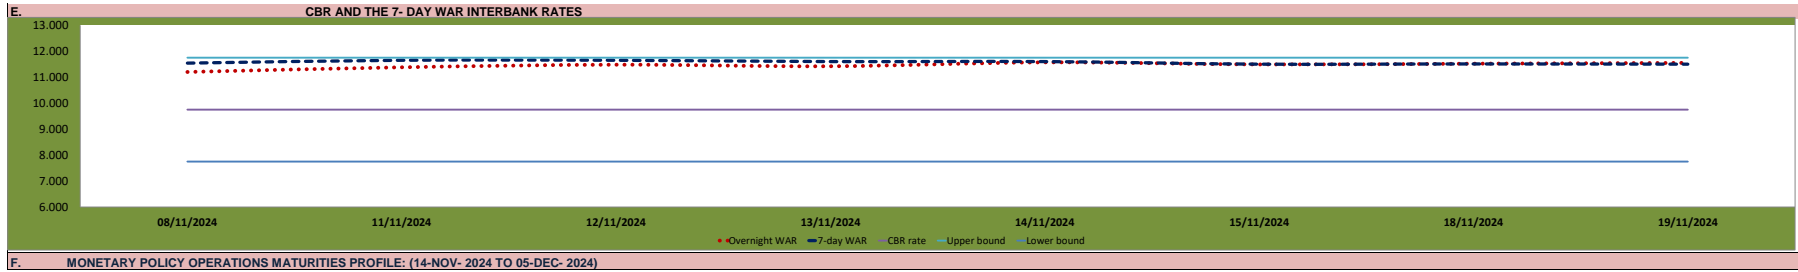 E. CBR AND THE 7- DAY WAR INTERBANK RATES
13.000
12.000
11.000
10.000
9.000
8.000
7.000
6.000
08/11/2024 11/11/2024 12/11/2024 13/11/2024 14/11/2024 15/11/2024 18/11/2024 19/11/2024
Overnight WAR 7-day WAR CBR rate Upper bound Lower bound
F. MONETARY POLICY OPERATIONS MATURITIES PROFILE: (14-NOV- 2024 TO 05-DEC- 2024)